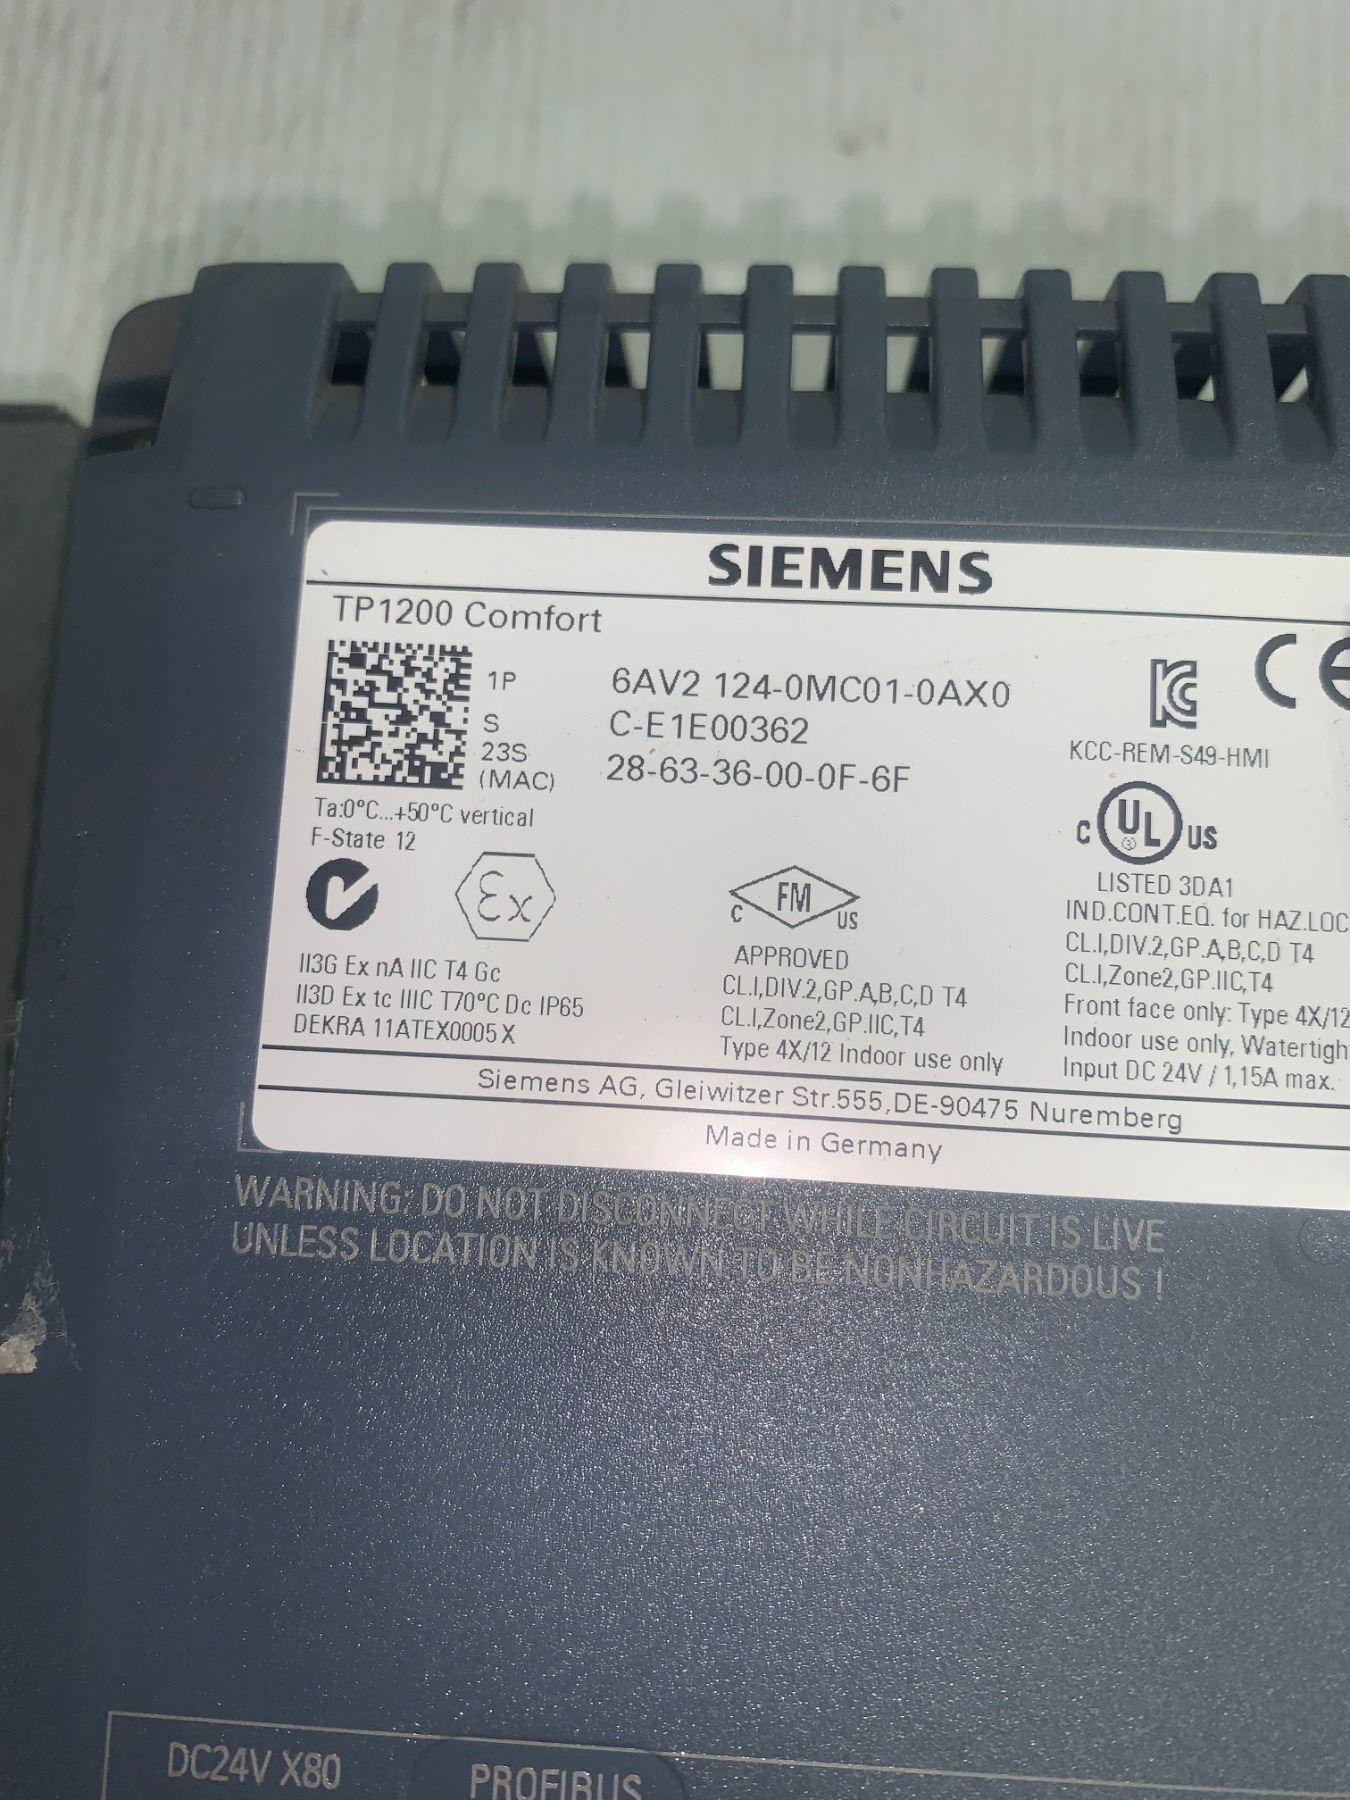 SIEMENS
TP1200 Comfort
1P 6AV2 124-0MC01-0AX0
S C-E1E00362
23S
(MAC) 28-63-36-00-0F-6F
Ta:0°C...+50°C vertical
F-State 12
Ex
II3G Ex nA IIC T4 Gc
II3D Ex tc IIIC T70°C Dc IP65
DEKRA 11ATEX0005 X
C FM US
APPROVED
CL.I,DIV.2,GP.A,B,C,D T4
CL.I,Zone2,GP.IIC,T4
Type 4X/12 Indoor use only
CE
KCC-REM-S49-HMI
C UL US
LISTED 3DA1
IND.CONT.EQ. for HAZ.LOC
CL.I,DIV.2,GP.A,B,C,D T4
CL.I,Zone2,GP.IIC,T4
Front face only: Type 4X/12
Indoor use only, Watertigh
Input DC 24V / 1,15A max.
Siemens AG, Gleiwitzer Str.555,DE-90475 Nuremberg
Made in Germany
WARNING: DO NOT DISCONNECT WHILE CIRCUIT IS LIVE
UNLESS LOCATION IS KNOWN TO BE NONHAZARDOUS !
DC24V X80
PROFIBUS